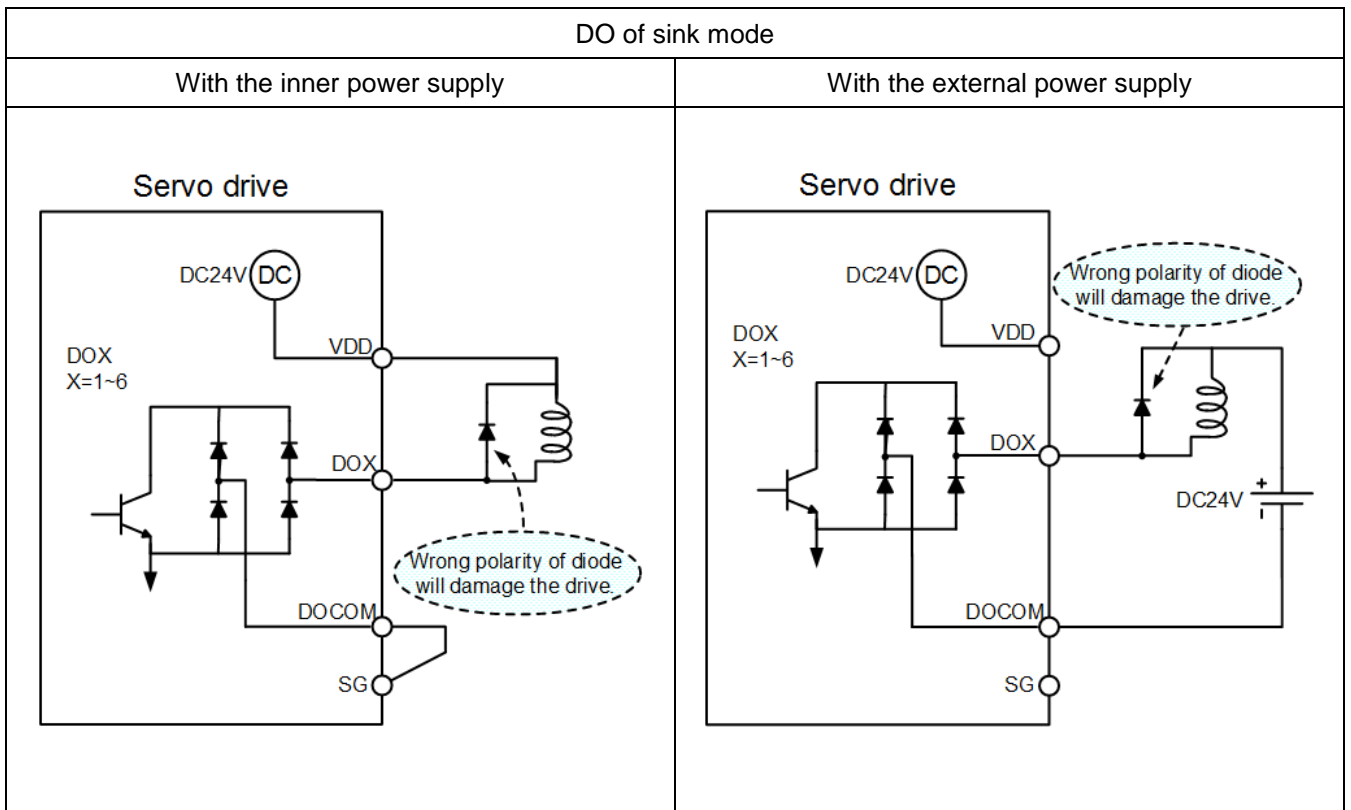 DO of sink mode
With the inner power supply
With the external power supply
Servo drive
DC24V
DC
VDD
DOX
X=1~6
DOX
Wrong polarity of diode
will damage the drive.
DOCOM
SG
Servo drive
Wrong polarity of diode
will damage the drive.
DC24V
DC
VDD
DOX
X=1~6
DOX
DC24V
+
-
DOCOM
SG